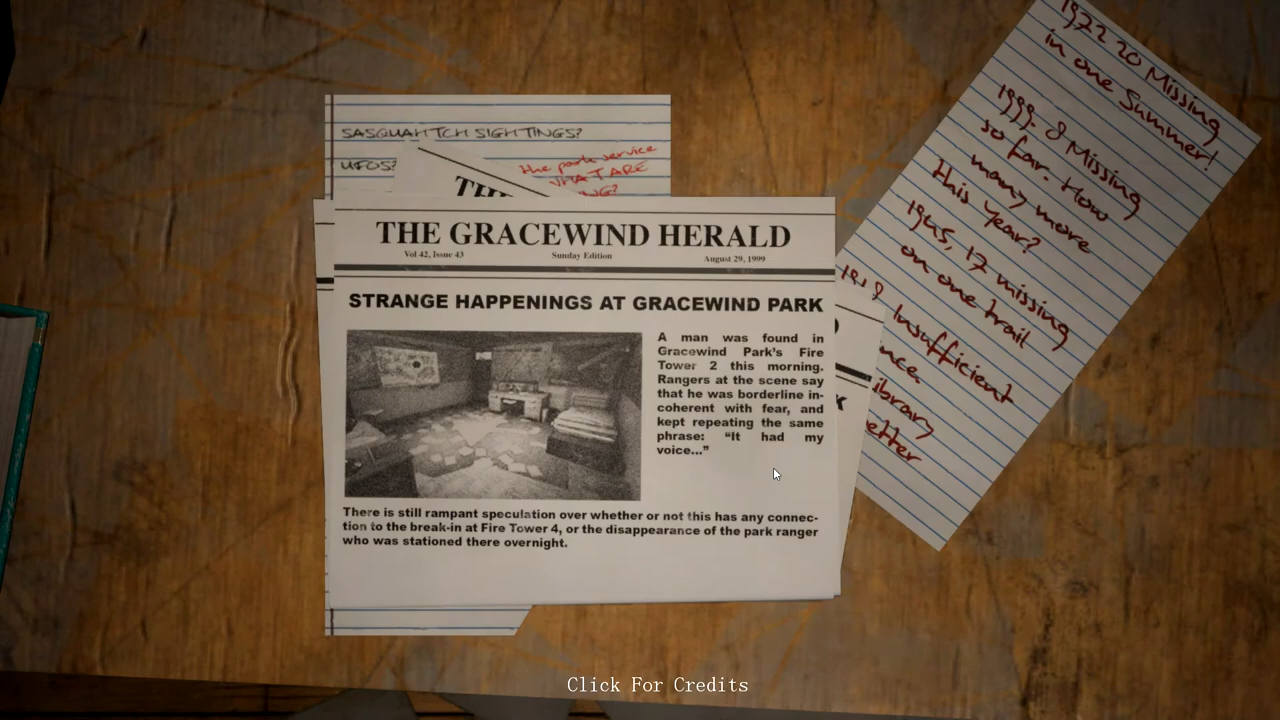 SASQUAHTCH SIGHTINGS?
UFOS?
the park service
WHAT ARE
THE GRACEWIND HERALD
Vol 42, Issue 43 Sunday Edition August 29, 1999
STRANGE HAPPENINGS AT GRACEWIND PARK
A man was found in
Gracewind Park's Fire
Tower 2 this morning.
Rangers at the scene say
that he was borderline in-
coherent with fear, and
kept repeating the same
phrase: “It had my
voice...”
There is still rampant speculation over whether or not this has any connec-
tion to the break-in at Fire Tower 4, or the disappearance of the park ranger
who was stationed there overnight.
1922 20 Missing
in one Summer!
1999. 8 Missing
so far. How
many more
this year?
1945, 17 missing
on one trail
Insufficient
Click For Credits